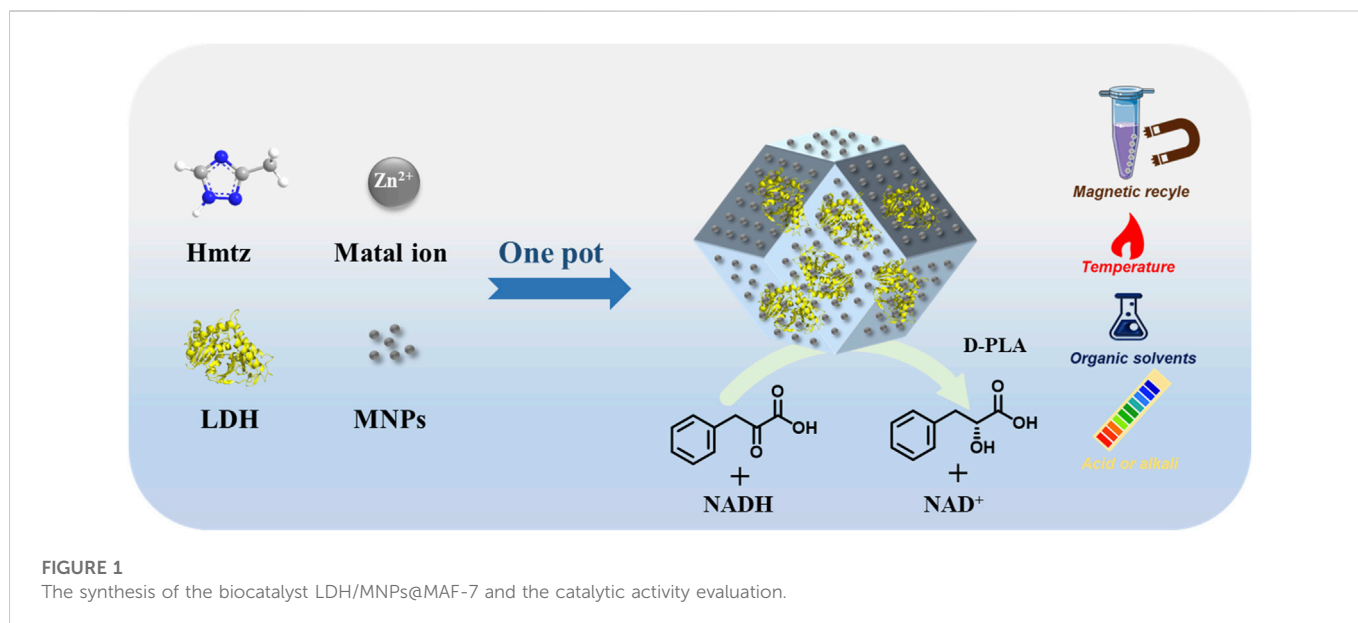 Zn²⁺
Hmtz
Matal ion
One pot
LDH
MNPs
D-PLA
O
OH
O
+
NADH
O
OH
OH
+
NAD⁺
Magnetic recyle
Temperature
Organic solvents
Acid or alkali
FIGURE 1
The synthesis of the biocatalyst LDH/MNPs@MAF-7 and the catalytic activity evaluation.